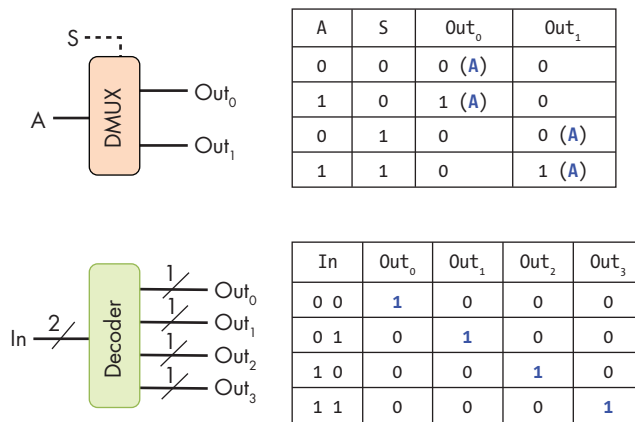 S
A
DMUX
Out₀
Out₁
A S Out₀ Out₁
0 0 0 (A) 0
1 0 1 (A) 0
0 1 0 0 (A)
1 1 0 1 (A)
In
2
Decoder
1
Out₀
1
Out₁
1
Out₂
1
Out₃
In Out₀ Out₁ Out₂ Out₃
0 0 1 0 0 0
0 1 0 1 0 0
1 0 0 0 1 0
1 1 0 0 0 1